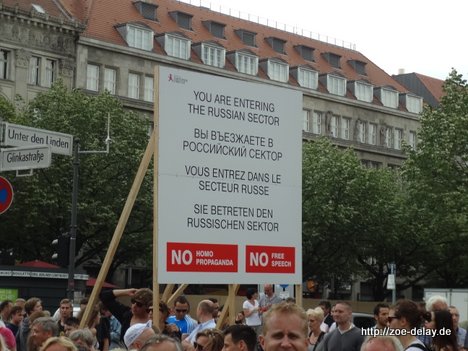 YOU ARE ENTERING
THE RUSSIAN SECTOR
ВЫ ВЪЕЗЖАЕТЕ В
РОССИЙСКИЙ СЕКТОР
VOUS ENTREZ DANS LE
SECTEUR RUSSE
SIE BETRETEN DEN
RUSSISCHEN SEKTOR
NO HOMO PROPAGANDA
NO FREE SPEECH
Unter den Linden
Glinkastraße
http://zoe-delay.de